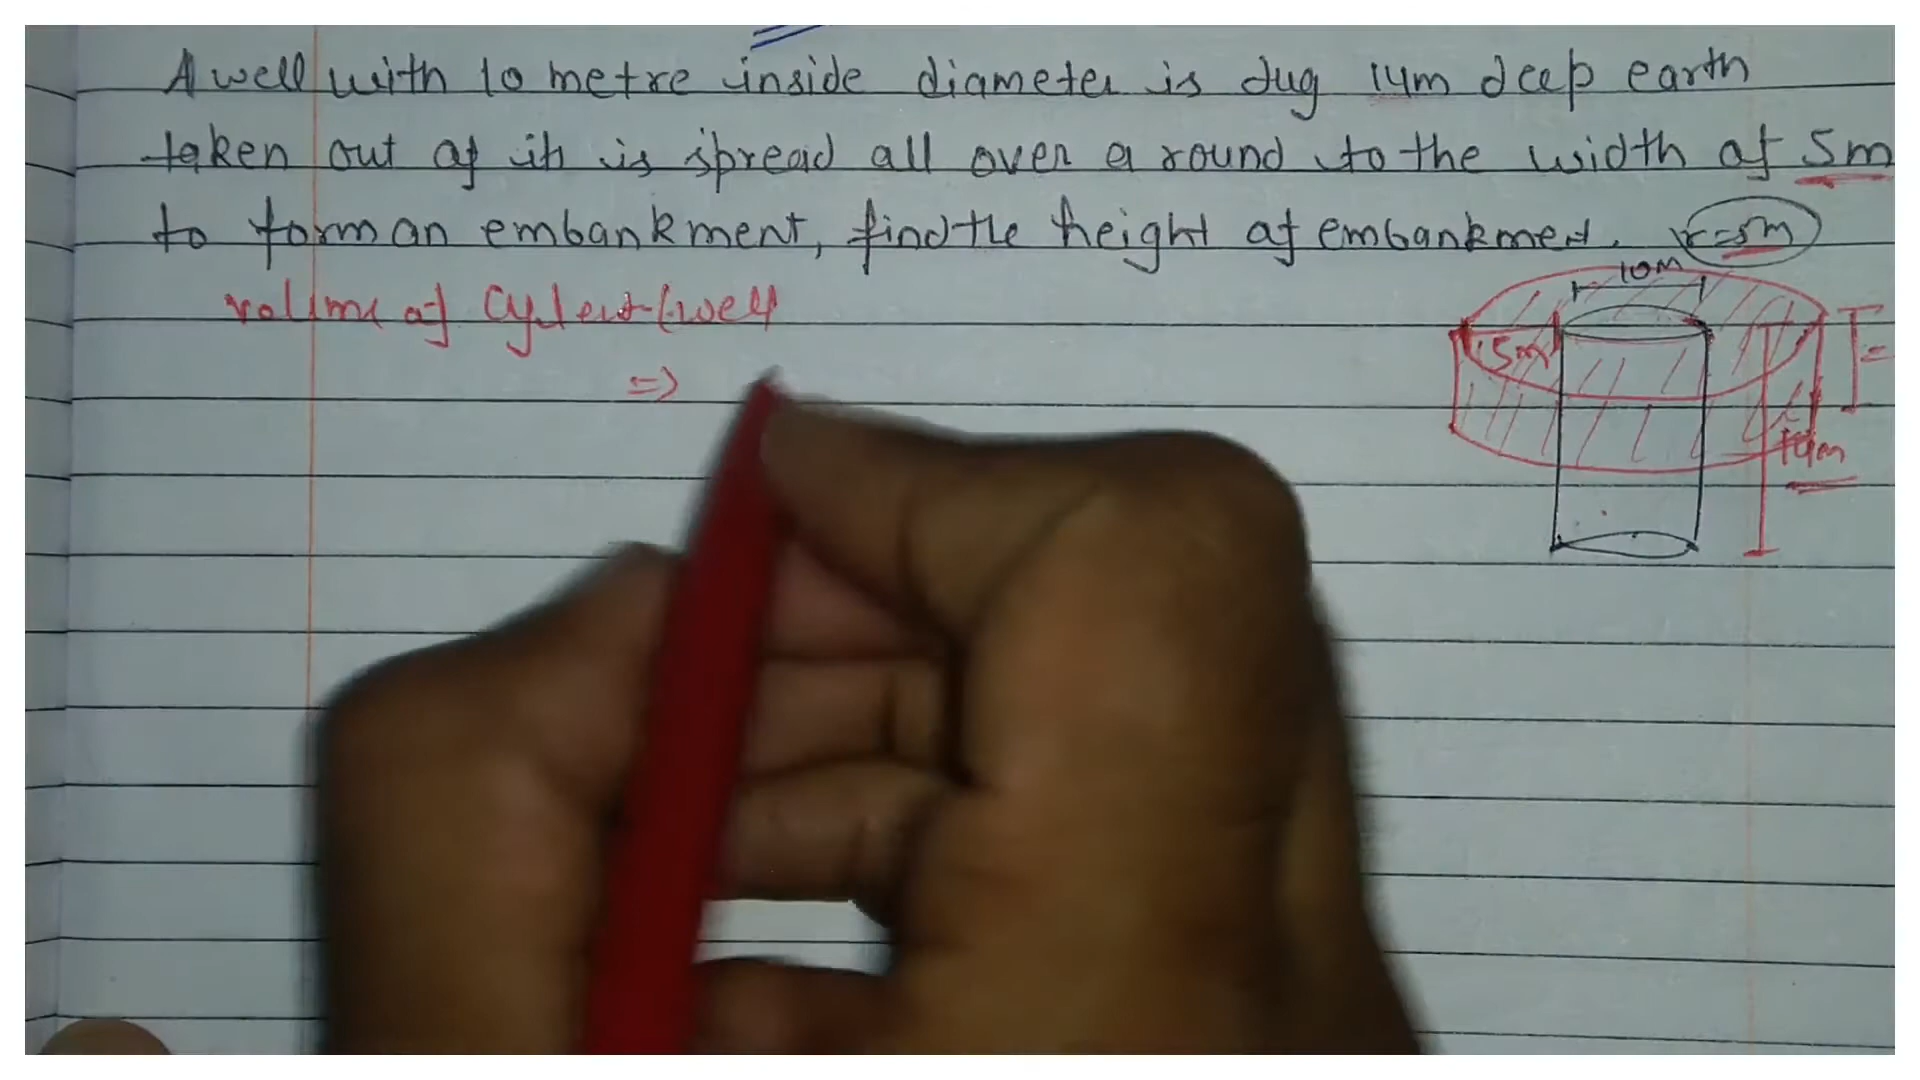 A well with 10 metre inside diameter is dug 14m deep earth
taken out of it is spread all over a round to the width of 5m
to form an embankment, find the height of embankment. r=5m
10m
volume of (well
5m
=
=>
14m